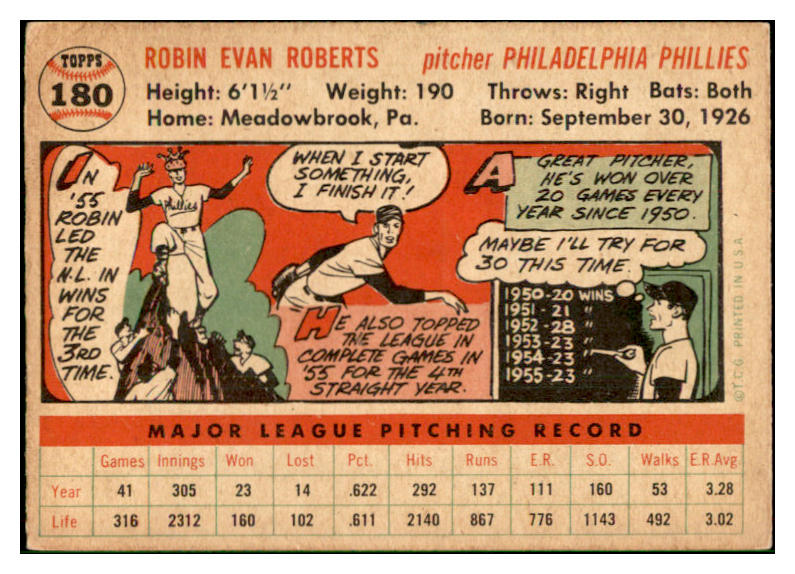 TOPPS
180
ROBIN EVAN ROBERTS pitcher PHILADELPHIA PHILLIES
Height: 6'1½" Weight: 190 Throws: Right Bats: Both
Home: Meadowbrook, Pa. Born: September 30, 1926
IN
'55
ROBIN
LED
THE
N.L. IN
WINS
FOR
THE
3RD
TIME.
Phillies
WHEN I START
SOMETHING,
I FINISH IT!
HE ALSO TOPPED
THE LEAGUE IN
COMPLETE GAMES IN
'55 FOR THE 4TH
STRAIGHT YEAR.
A GREAT PITCHER,
HE'S WON OVER
20 GAMES EVERY
YEAR SINCE 1950.
MAYBE I'LL TRY FOR
30 THIS TIME.
1950-20 WINS
1951-21 "
1952-28 "
1953-23 "
1954-23 "
1955-23 "
©T.C.G. PRINTED IN U.S.A.
MAJOR LEAGUE PITCHING RECORD
Games Innings Won Lost Pct. Hits Runs E.R. S.O. Walks E.R.Avg.
Year 41 305 23 14 .622 292 137 111 160 53 3.28
Life 316 2312 160 102 .611 2140 867 776 1143 492 3.02